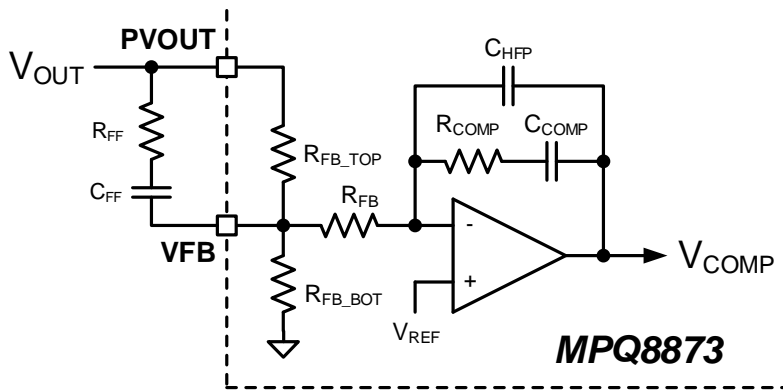 PVOUT
V_OUT
C_HFP
R_FF
R_COMP
C_COMP
R_FB_TOP
C_FF
R_FB
-
VFB
V_COMP
+
R_FB_BOT
V_REF
MPQ8873